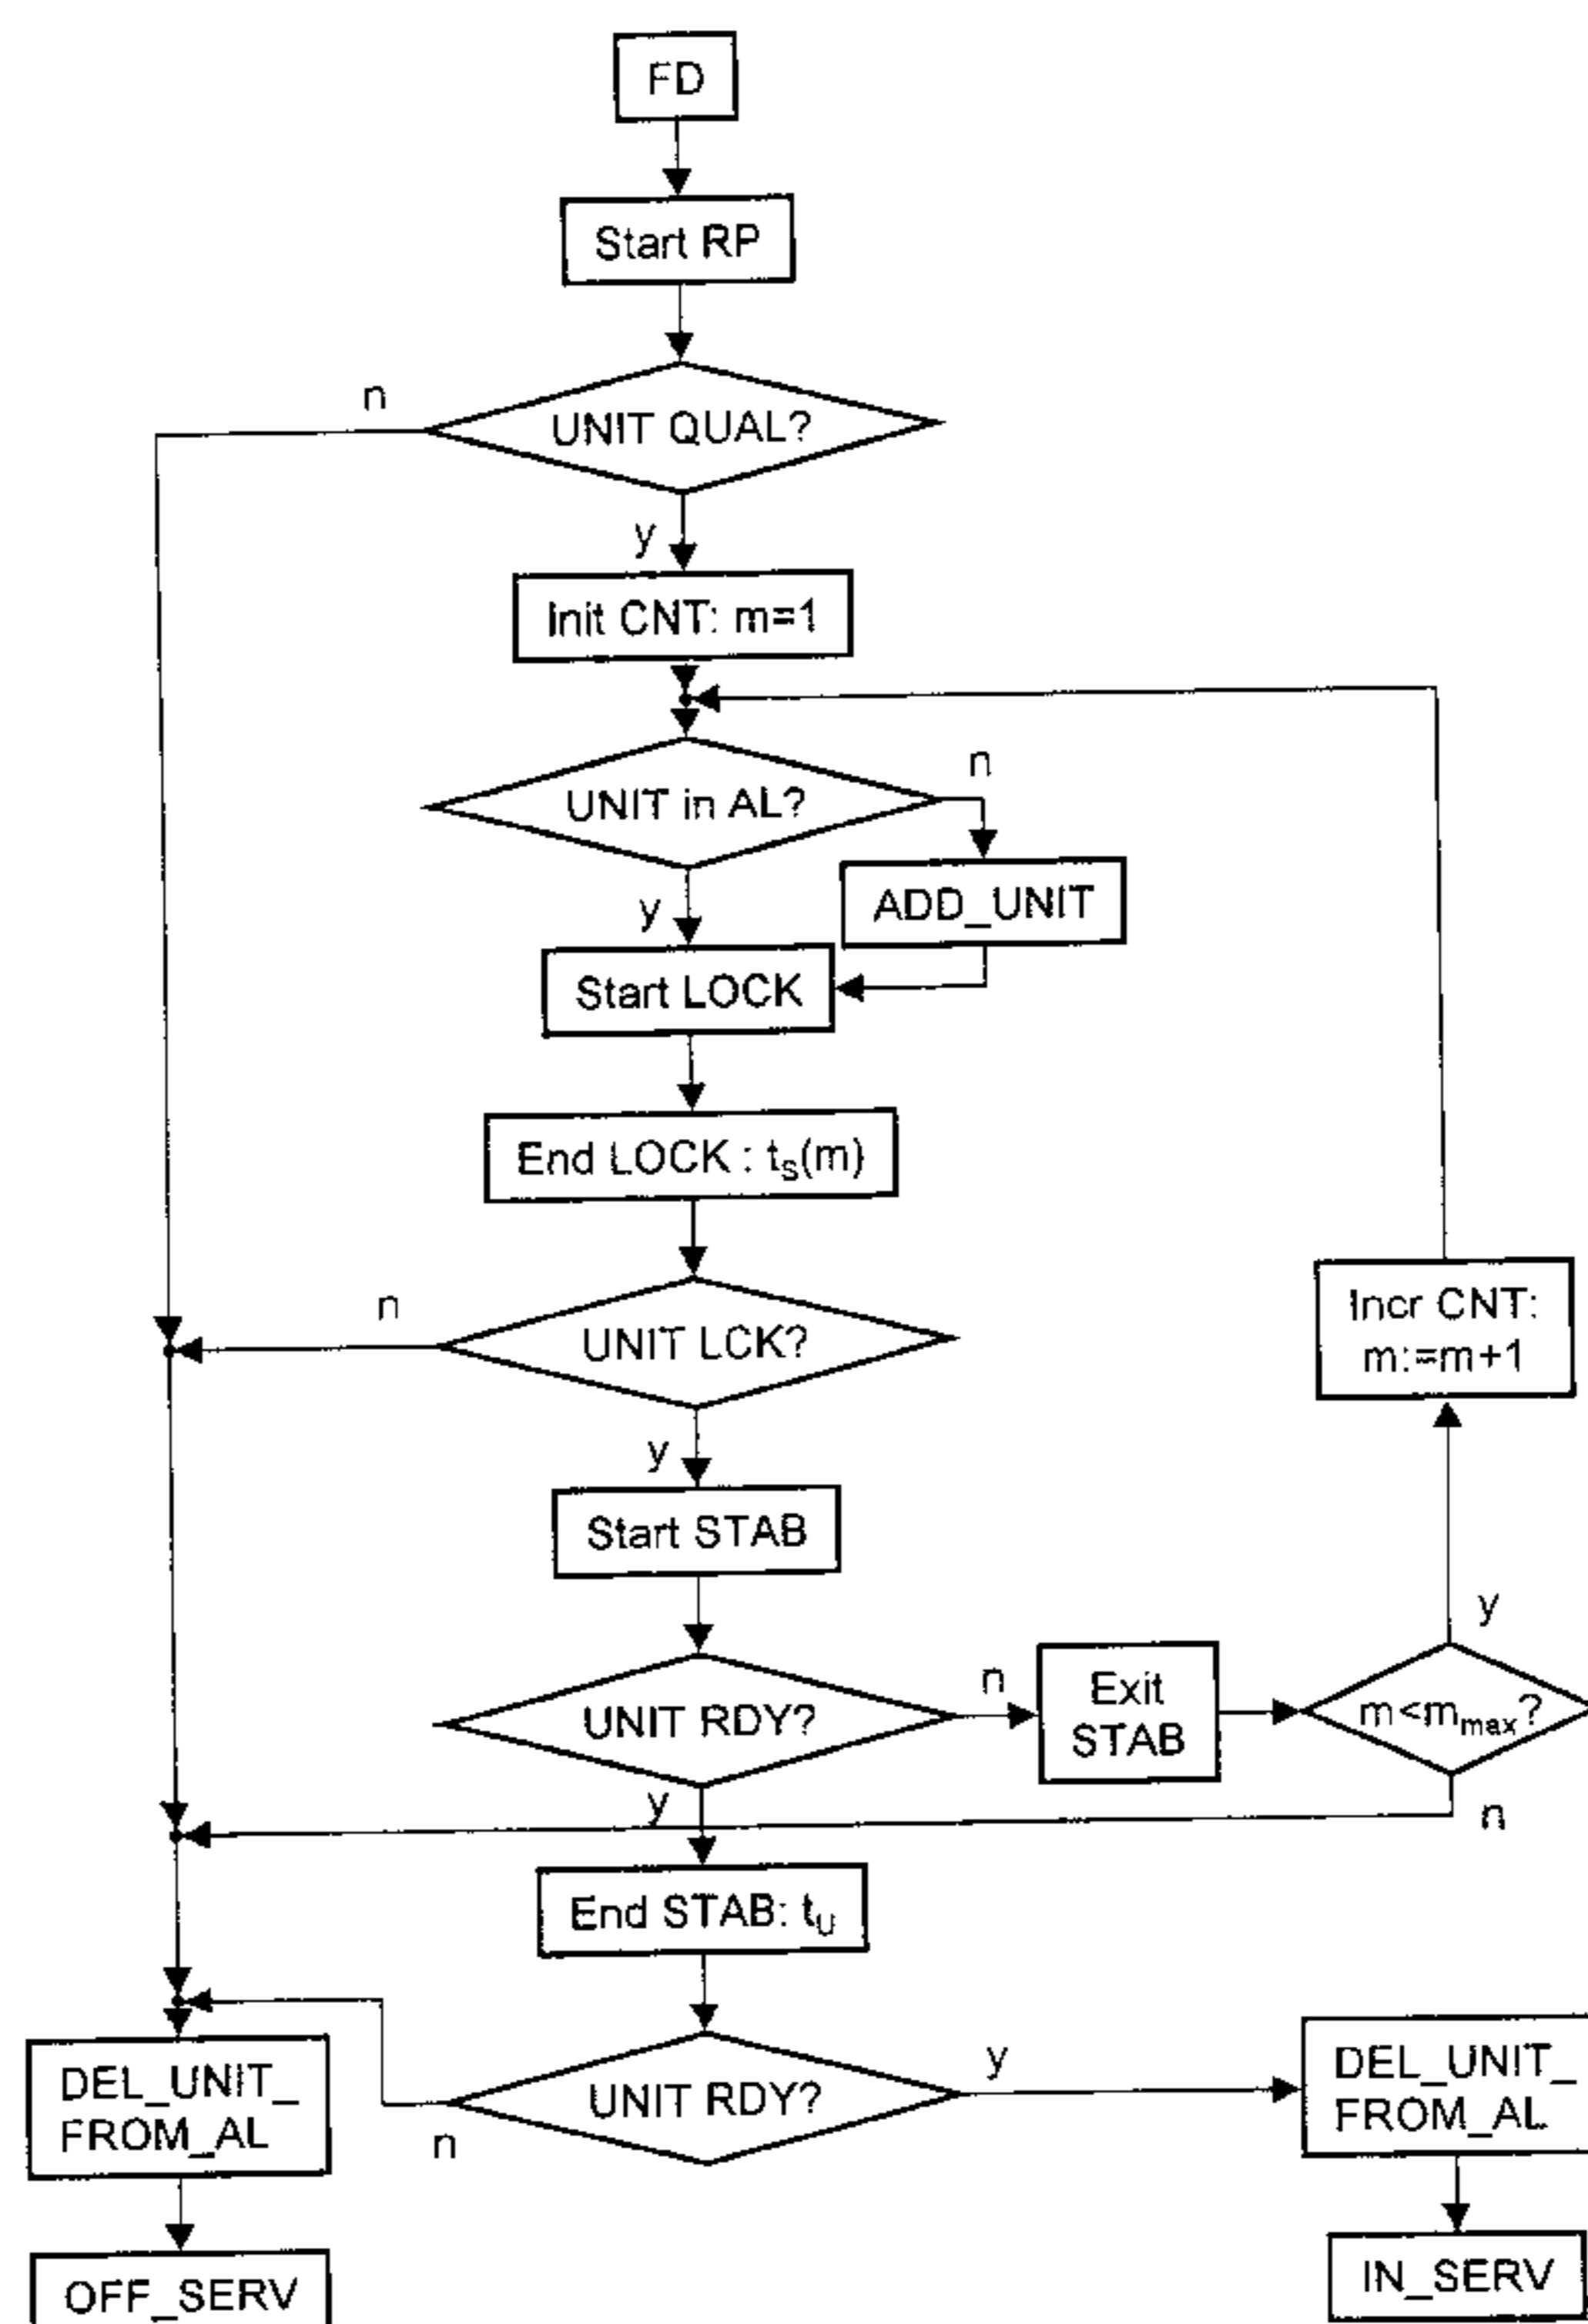 FD
Start RP
n
UNIT QUAL?
y
Init CNT: m=1
UNIT in AL?
n
ADD_UNIT
y
Start LOCK
End LOCK : tS(m)
n
UNIT LCK?
Incr CNT:
m:=m+1
y
Start STAB
y
UNIT RDY?
n
Exit
STAB
m<mmax?
y
n
End STAB: tU
DEL_UNIT_
FROM_AL
n
UNIT RDY?
y
DEL_UNIT_
FROM_AL
OFF_SERV
IN_SERV